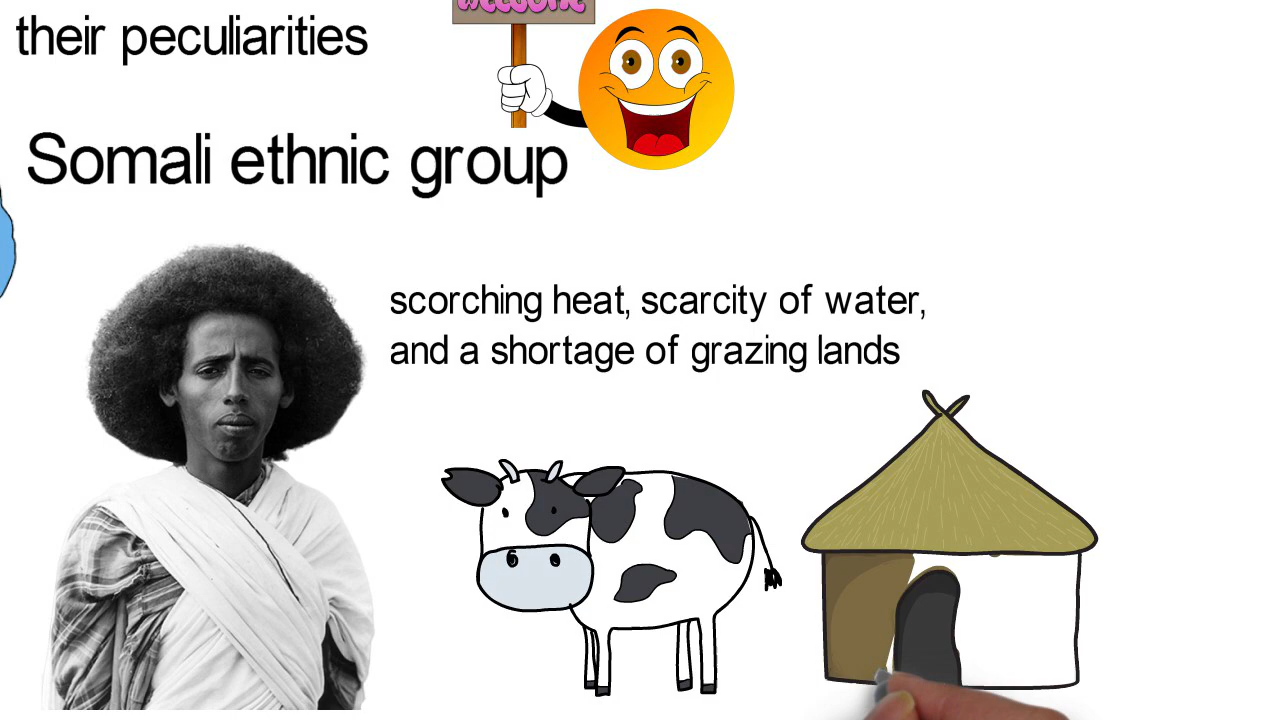 their peculiarities
Somali ethnic group
scorching heat, scarcity of water,
and a shortage of grazing lands